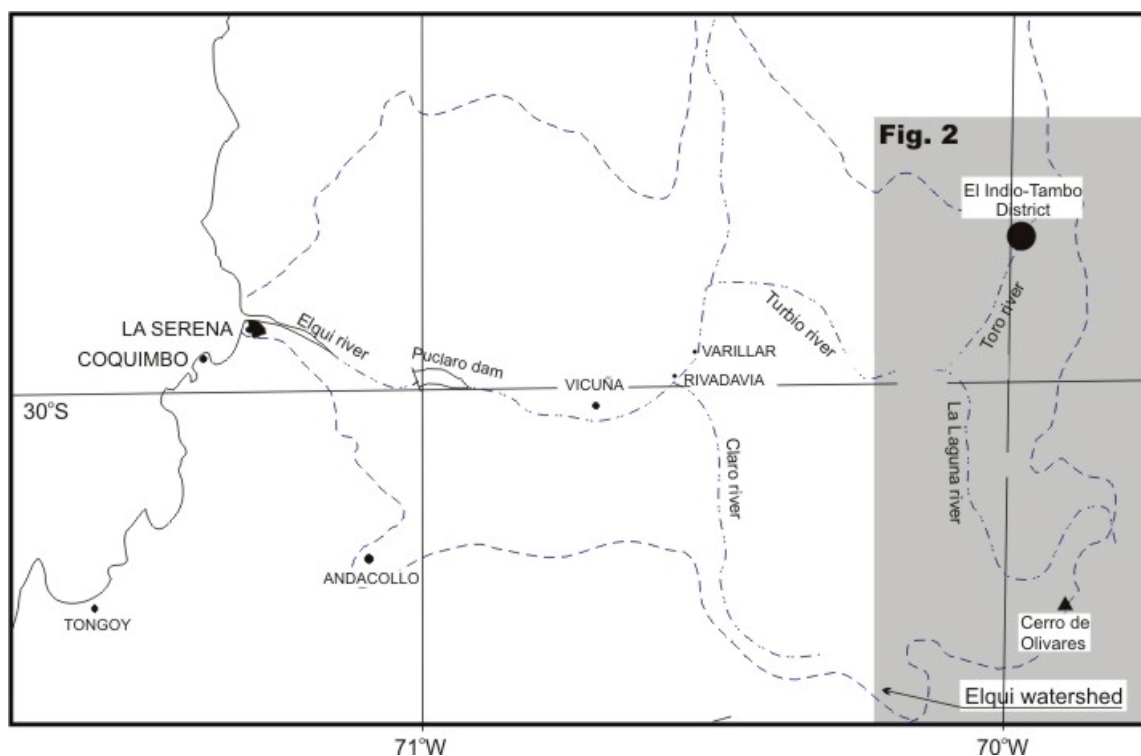 Fig. 2
El Indio-Tambo
District
Toro river
Turbio river
Elqui river
LA SERENA
COQUIMBO
Puclaro dam
VARILLAR
RIVADAVIA
VICUÑA
30°S
Claro river
La Laguna river
ANDACOLLO
TONGOY
Cerro de
Olivares
Elqui watershed
71°W
70°W